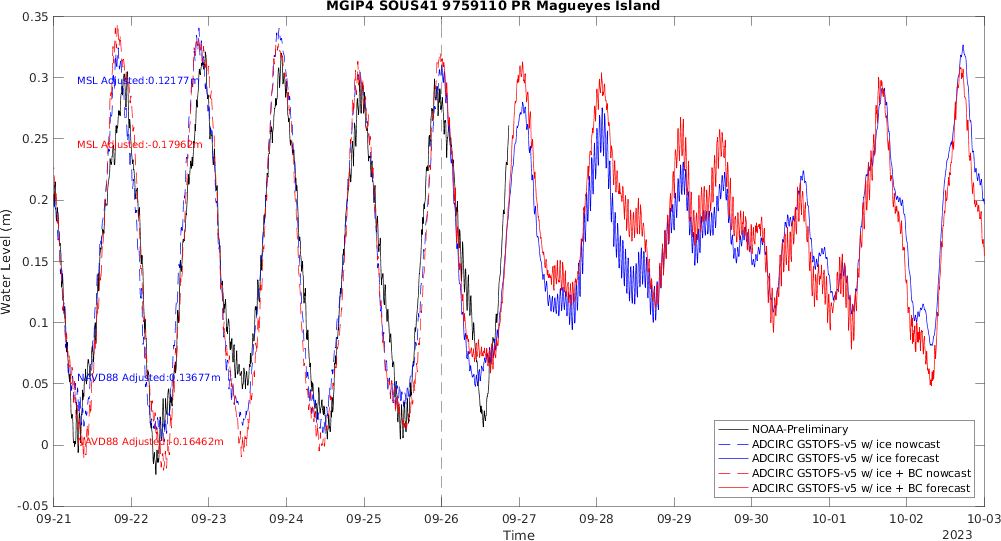 MGIP4 SOUS41 9759110 PR Magueyes Island
0.35
0.3
0.25
0.2
0.15
0.1
0.05
0
-0.05
Water Level (m)
MSL Adjusted:0.12177m
MSL Adjusted:-0.17962m
NAVD88 Adjusted:0.13677m
NAVD88 Adjusted:-0.16462m
NOAA-Preliminary
ADCIRC GSTOFS-v5 w/ ice nowcast
ADCIRC GSTOFS-v5 w/ ice forecast
ADCIRC GSTOFS-v5 w/ ice + BC nowcast
ADCIRC GSTOFS-v5 w/ ice + BC forecast
09-21 09-22 09-23 09-24 09-25 09-26 09-27 09-28 09-29 09-30 10-01 10-02 10-03
Time
2023